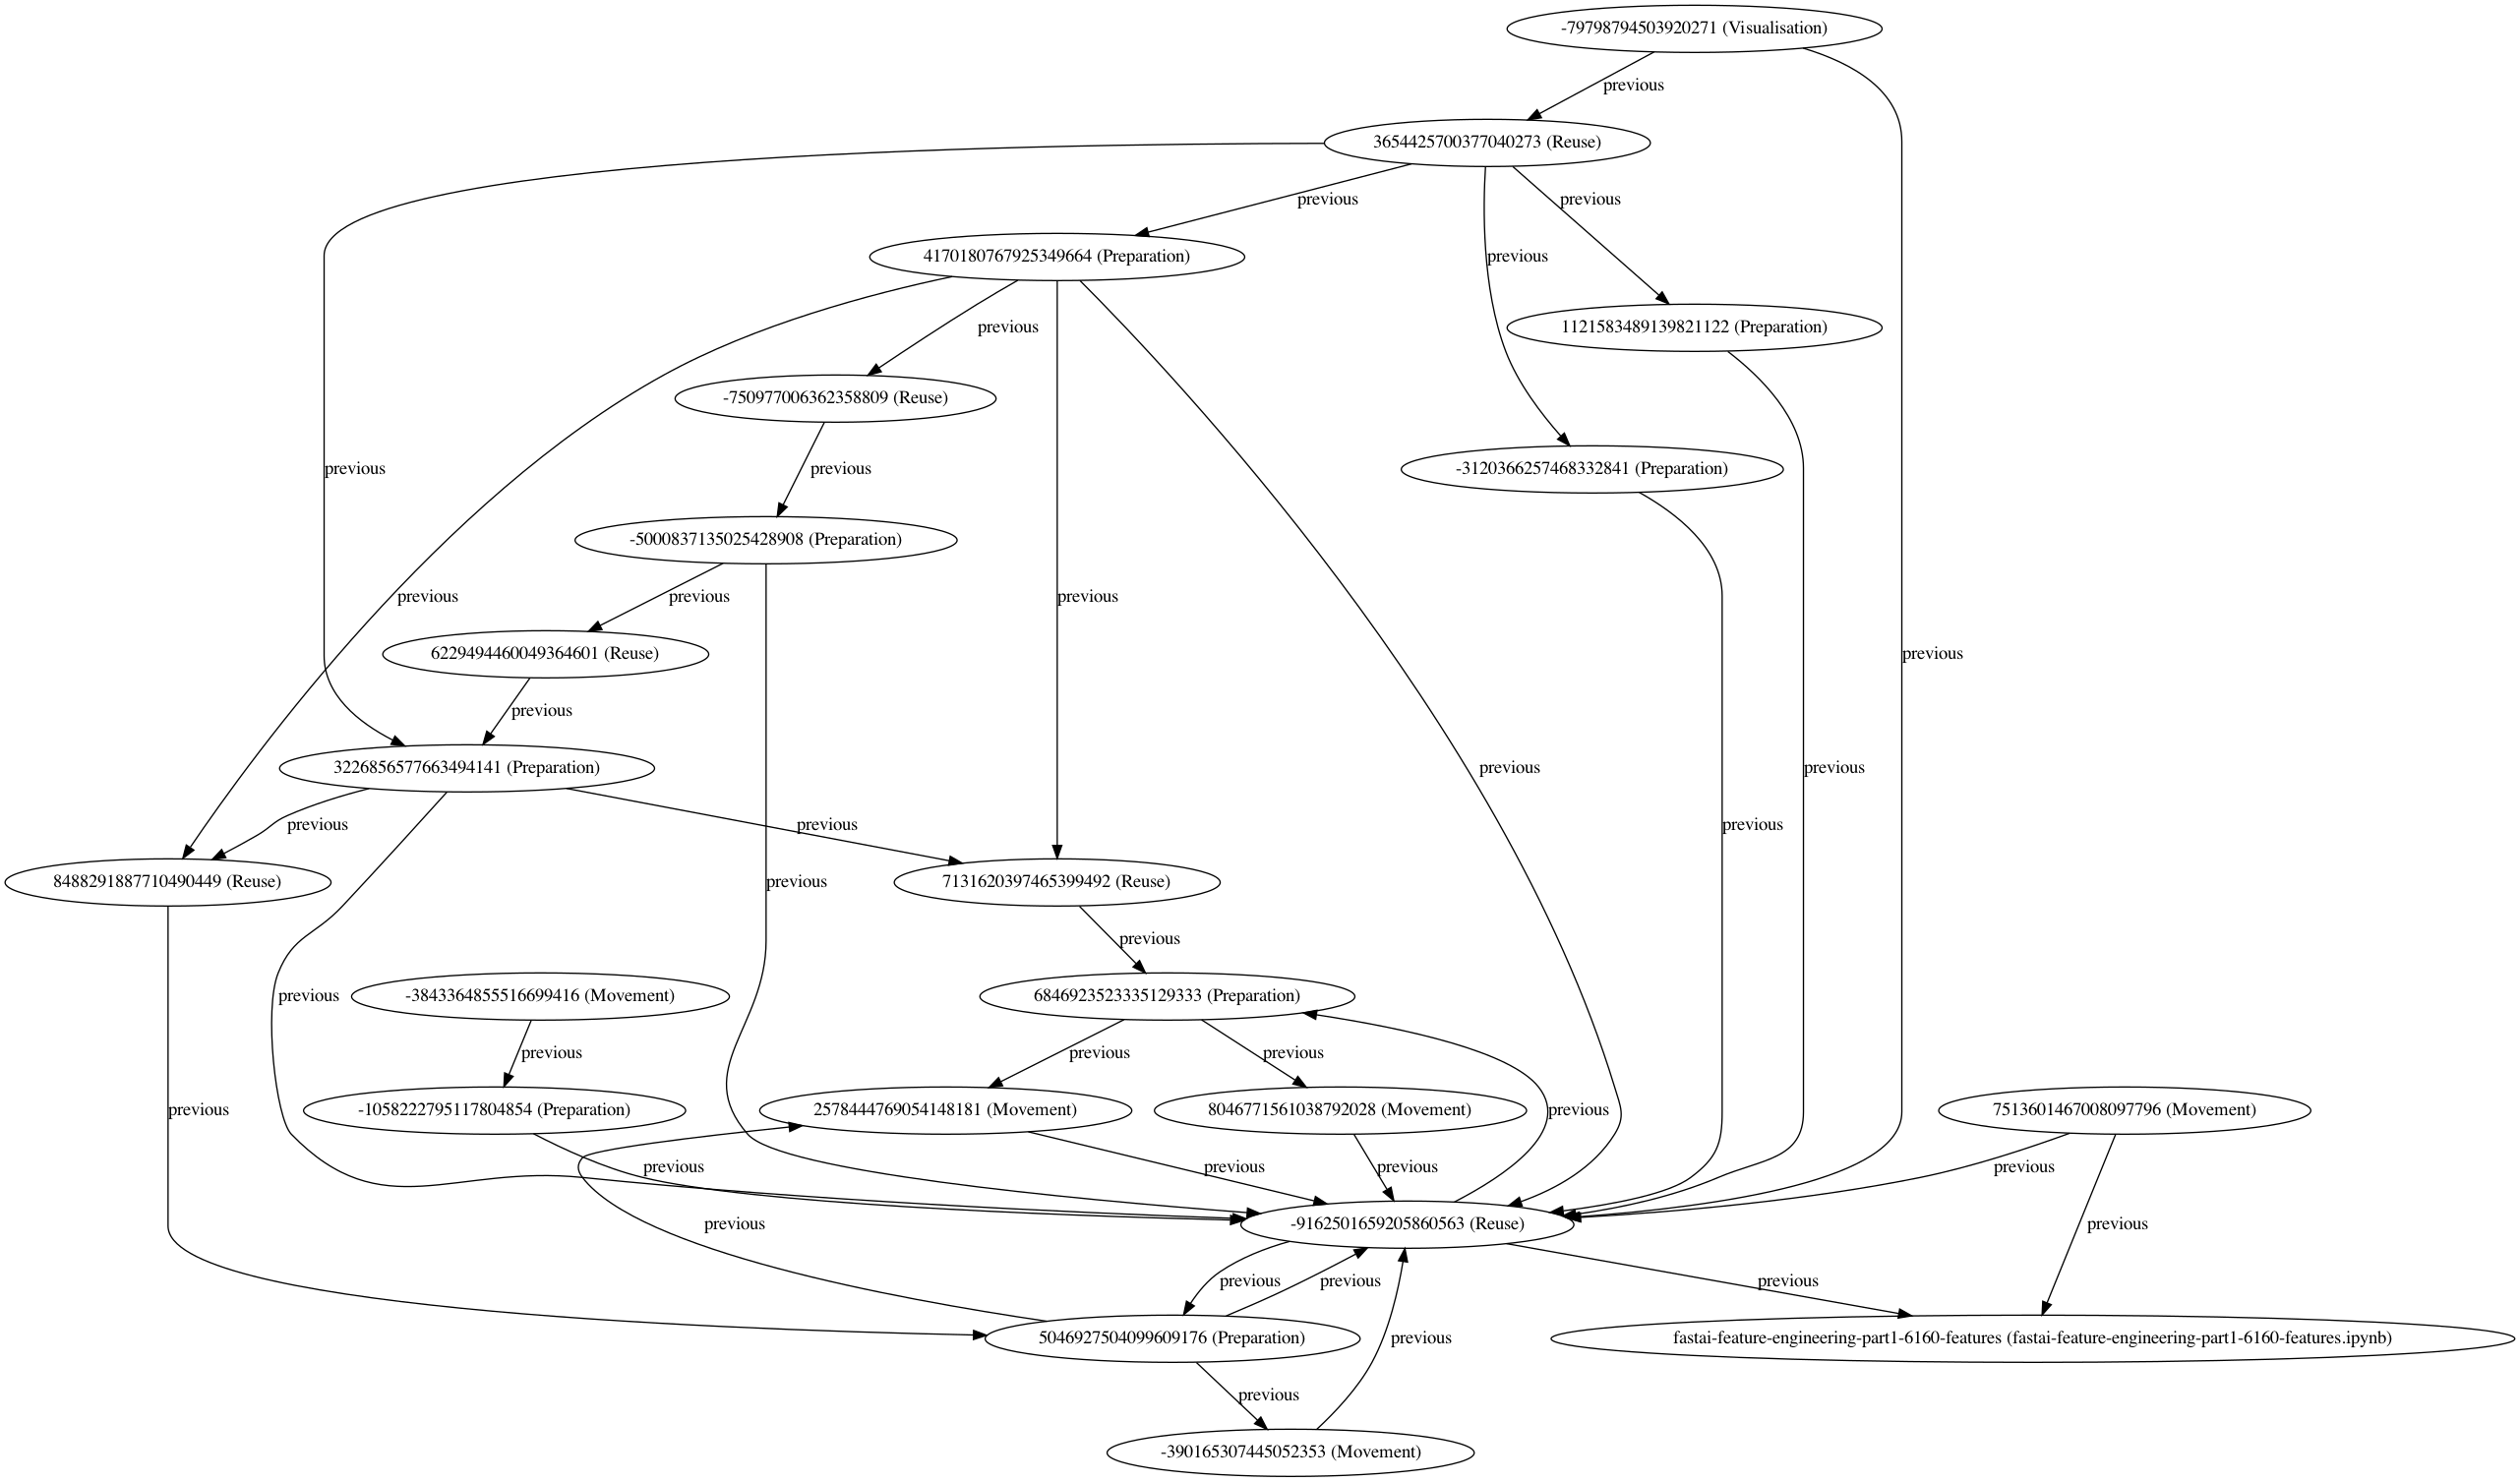 -79798794503920271 (Visualisation)
previous
3654425700377040273 (Reuse)
previous
previous
4170180767925349664 (Preparation)
previous
previous
1121583489139821122 (Preparation)
-750977006362358809 (Reuse)
previous
previous
-3120366257468332841 (Preparation)
-5000837135025428908 (Preparation)
previous
previous
previous
6229494460049364601 (Reuse)
previous
previous
3226856577663494141 (Preparation)
previous
previous
previous
previous
previous
8488291887710490449 (Reuse)
previous
7131620397465399492 (Reuse)
previous
previous
-3843364855516699416 (Movement)
6846923523335129333 (Preparation)
previous
previous
previous
previous
-1058222795117804854 (Preparation)
2578444769054148181 (Movement)
8046771561038792028 (Movement)
previous
7513601467008097796 (Movement)
previous
previous
previous
previous
previous
-9162501659205860563 (Reuse)
previous
previous
previous
previous
5046927504099609176 (Preparation)
previous
fastai-feature-engineering-part1-6160-features (fastai-feature-engineering-part1-6160-features.ipynb)
previous
-390165307445052353 (Movement)